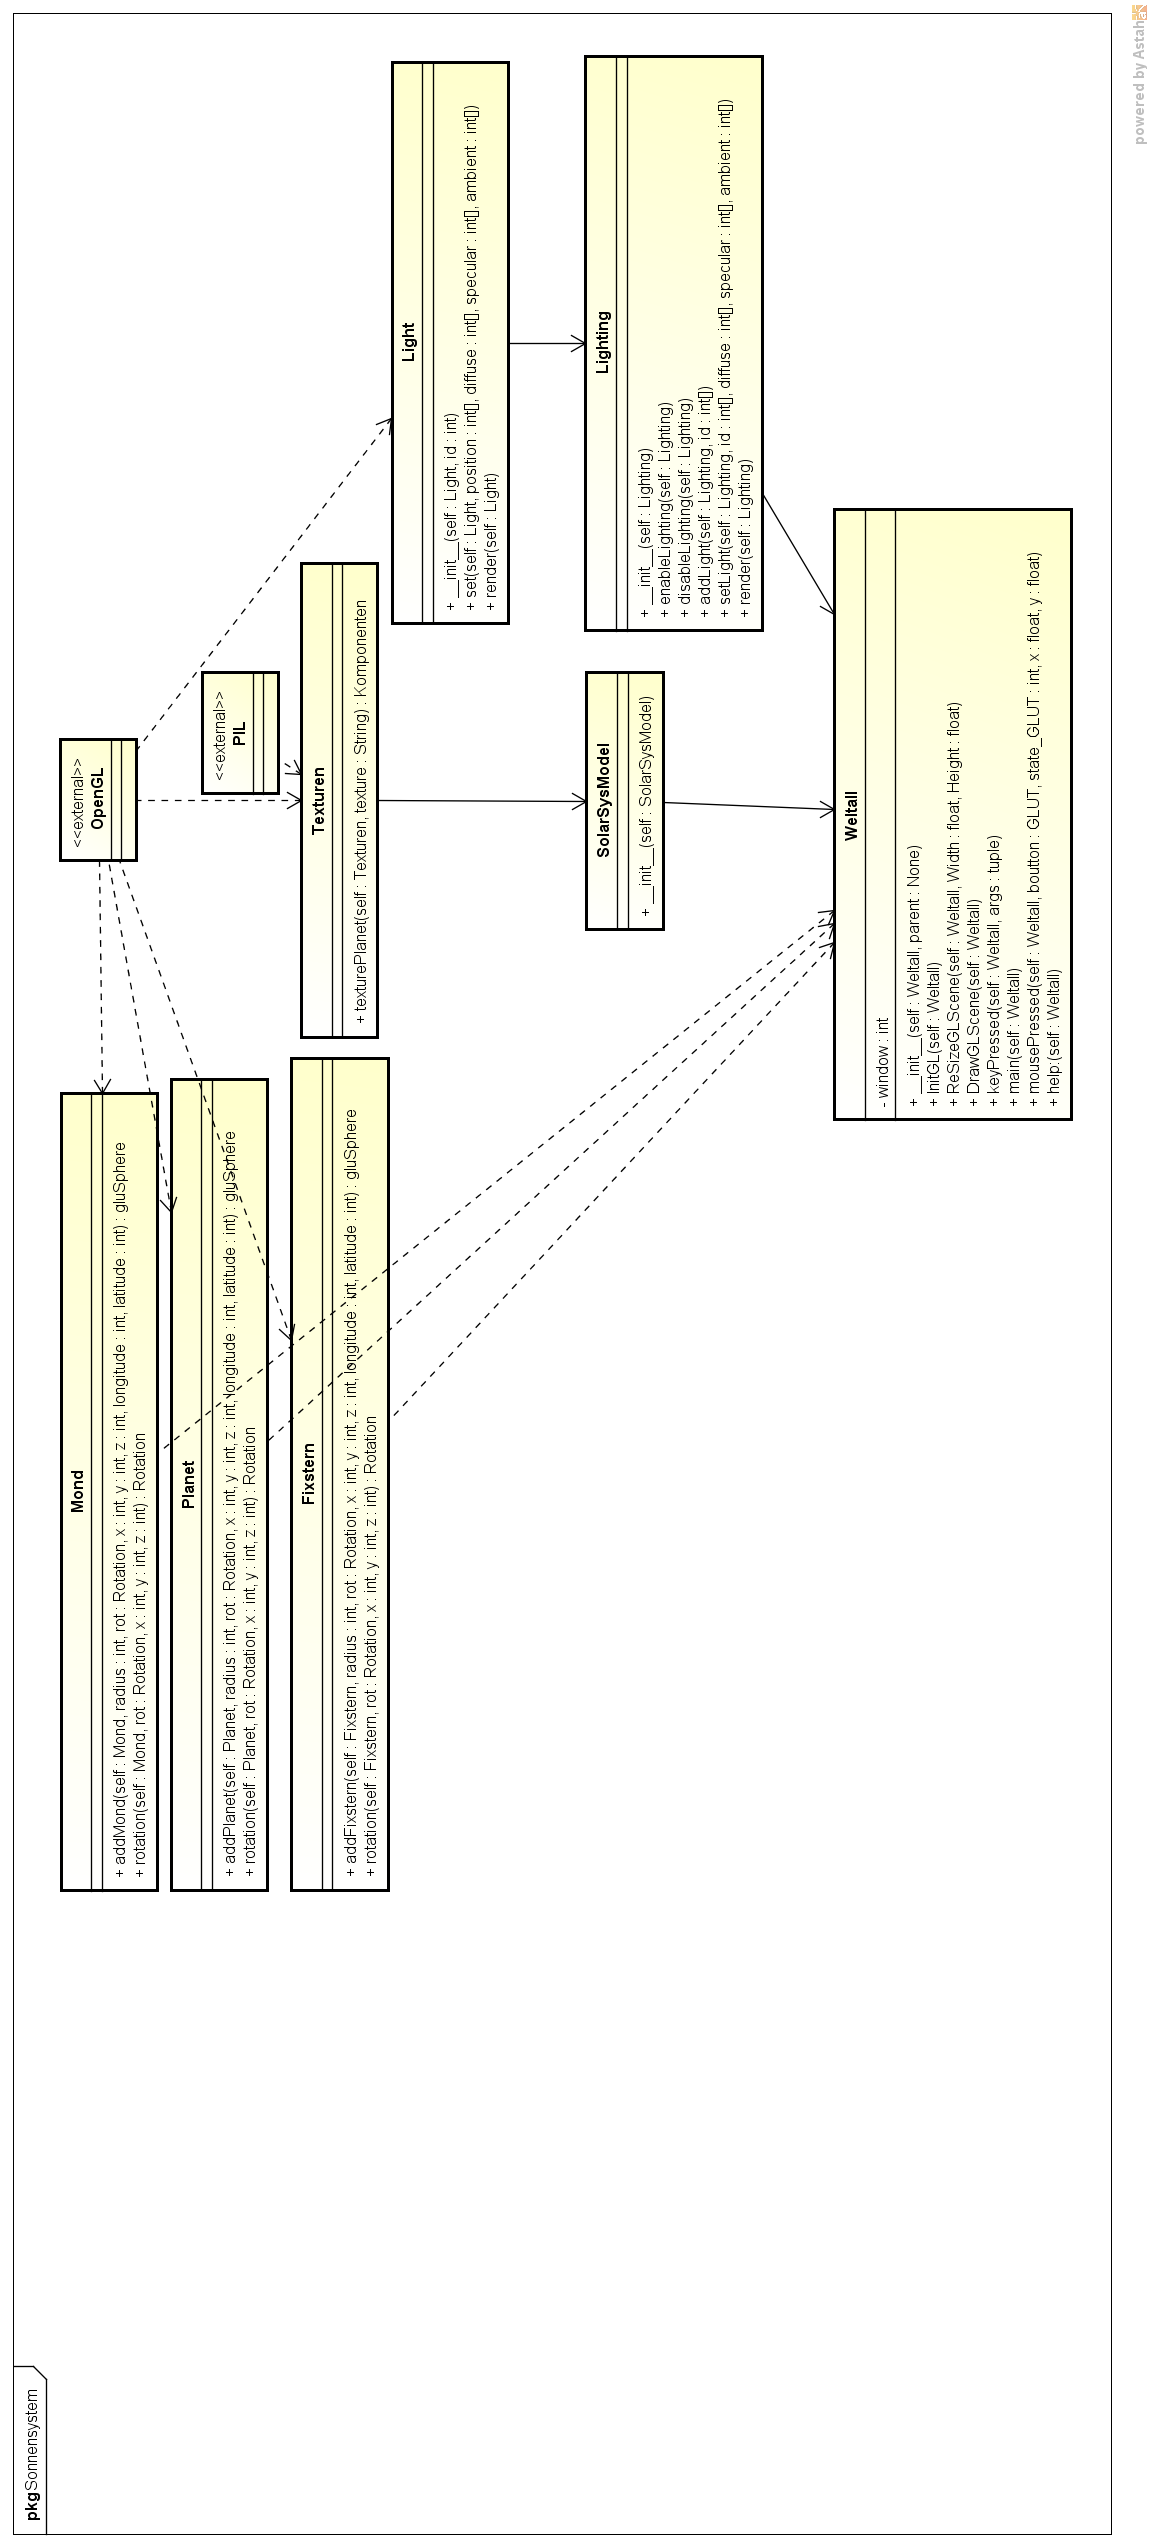 pkg Sonnensystem
Mond
+ addMond(self : Mond, radius : int, rot : Rotation, x : int, y : int, z : int, longitude : int, latitude : int) : gluSphere
+ rotation(self : Mond, rot : Rotation, x : int, y : int, z : int) : Rotation
Planet
+ addPlanet(self : Planet, radius : int, rot : Rotation, x : int, y : int, z : int, longitude : int, latitude : int) : gluSphere
+ rotation(self : Planet, rot : Rotation, x : int, y : int, z : int) : Rotation
Fixstern
+ addFixstern(self : Fixstern, radius : int, rot : Rotation, x : int, y : int, z : int, longitude : int, latitude : int) : gluSphere
+ rotation(self : Fixstern, rot : Rotation, x : int, y : int, z : int) : Rotation
<<external>>
OpenGL
<<external>>
PIL
Texturen
+ texturePlanet(self : Texturen, texture : String) : Komponenten
Light
+ __init__(self : Light, id : int)
+ set(self : Light, position : int[], diffuse : int[], specular : int[], ambient : int[])
+ render(self : Light)
SolarSysModel
+ __init__(self : SolarSysModel)
Lighting
+ __init__(self : Lighting)
+ enableLighting(self : Lighting)
+ disableLighting(self : Lighting)
+ addLight(self : Lighting, id : int[])
+ setLight(self : Lighting, id : int[], diffuse : int[], specular : int[], ambient : int[])
+ render(self : Lighting)
Weltall
- window : int
+ __init__(self : Weltall, parent : None)
+ InitGL(self : Weltall)
+ ReSizeGLScene(self : Weltall, Width : float, Height : float)
+ DrawGLScene(self : Weltall)
+ keyPressed(self : Weltall, args : tuple)
+ main(self : Weltall)
+ mousePressed(self : Weltall, boutton : GLUT, state_GLUT : int, x : float, y : float)
+ help:(self : Weltall)
powered by Astah